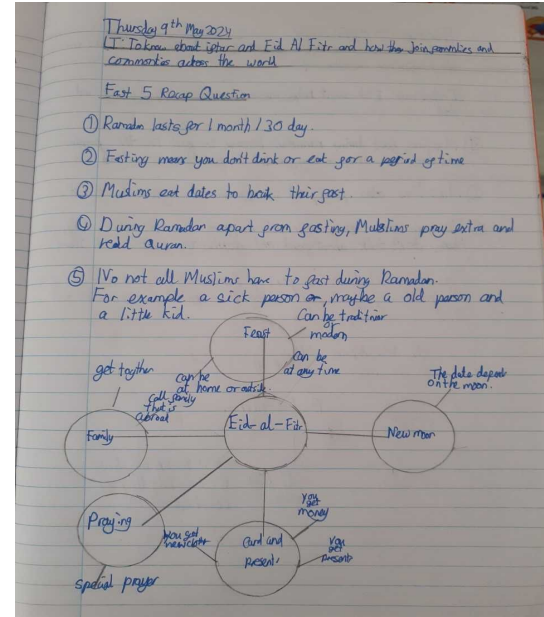 Thursday 9th May 2024
I: To know about iftar and Eid Al Fitr and how they join families and
commonties across the world
Fast 5 Recap Question
① Ramadan lasts for 1 month / 30 day.
② Fasting means you don't drink or eat for a period of time
③ Muslims eat dates to break their fast.
④ During Ramadan apart from fasting, Muslims pray extra and
read Quran.
⑤ No not all Muslims have to fast during Ramadan.
For example a sick person or, maybe a old person and
a little kid.
Can be traditinor
or
modern
Feast
can be
at any time
can be
at home or outside
get togther
call family
that is
abroad
Family
Eid-al-Fitr
The date depends
on the moon.
New moon
Praying
special prayer
you get
new clothes
Card and
presents
you
get
money
you
get
presents